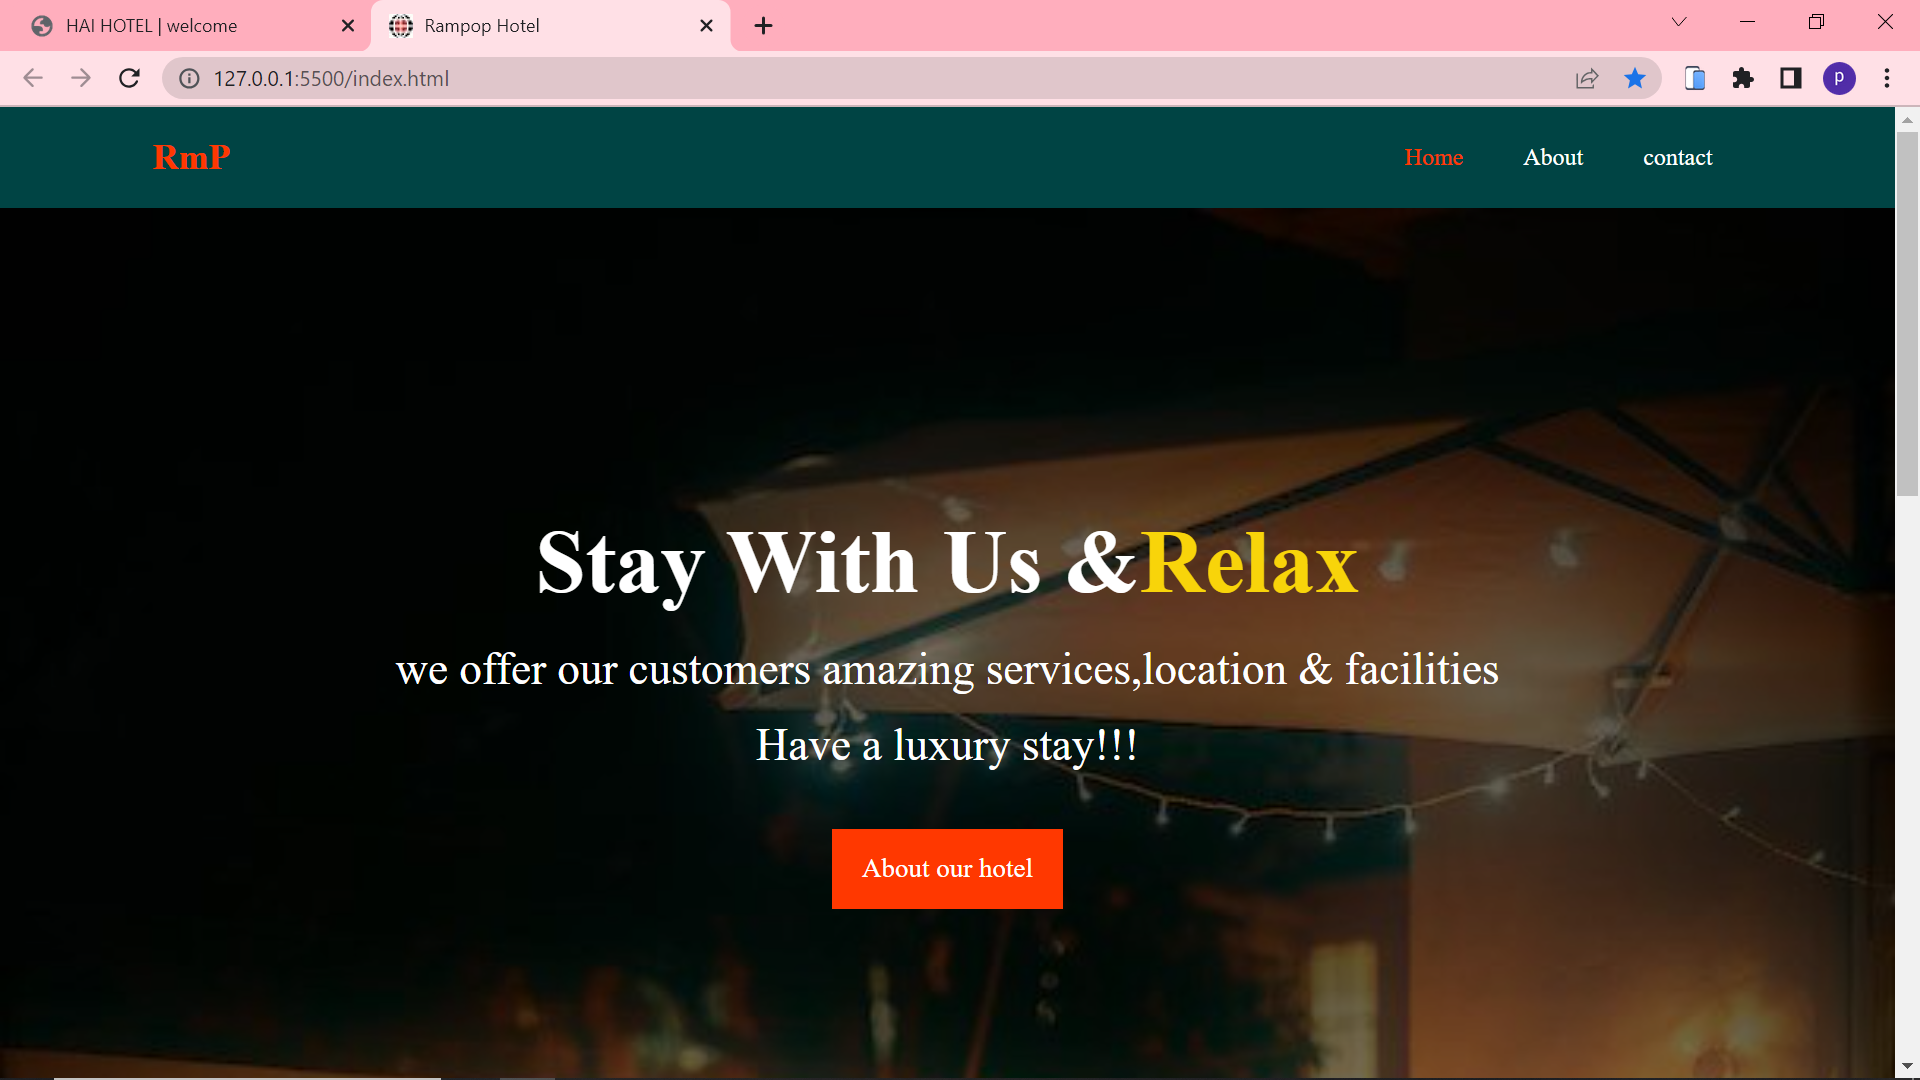 HAI HOTEL | welcome
Rampop Hotel
127.0.0.1:5500/index.html
p
RmP
Home About contact
Stay With Us &Relax
we offer our customers amazing services,location & facilities
Have a luxury stay!!!
About our hotel